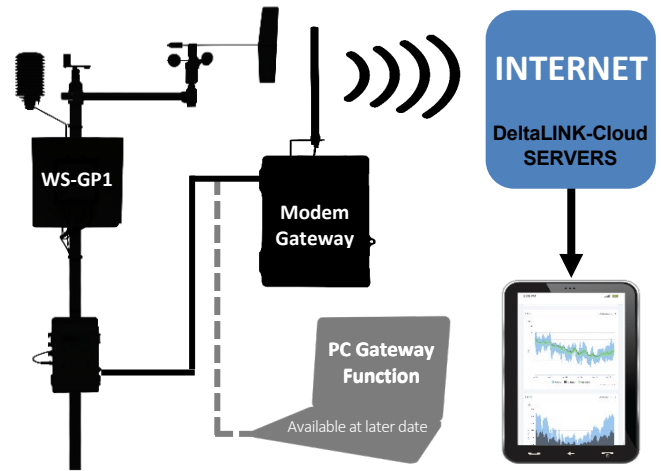 INTERNET
DeltaLINK-Cloud
SERVERS
WS-GP1
Modem
Gateway
PC Gateway
Function
Available at later date